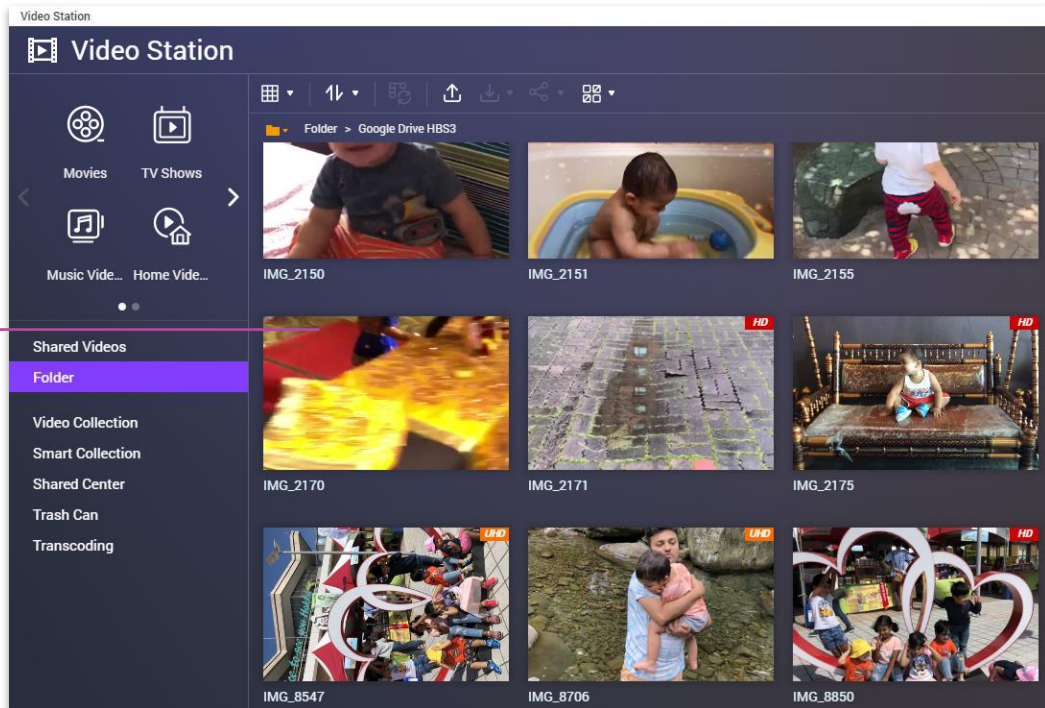 Video Station
Video Station
Movies
TV Shows
Music Vide...
Home Vide...
Shared Videos
Folder
Video Collection
Smart Collection
Shared Center
Trash Can
Transcoding
Folder > Google Drive HBS3
IMG_2150
IMG_2151
IMG_2155
HD
HD
IMG_2170
IMG_2171
IMG_2175
UHD
UHD
HD
IMG_8547
IMG_8706
IMG_8850